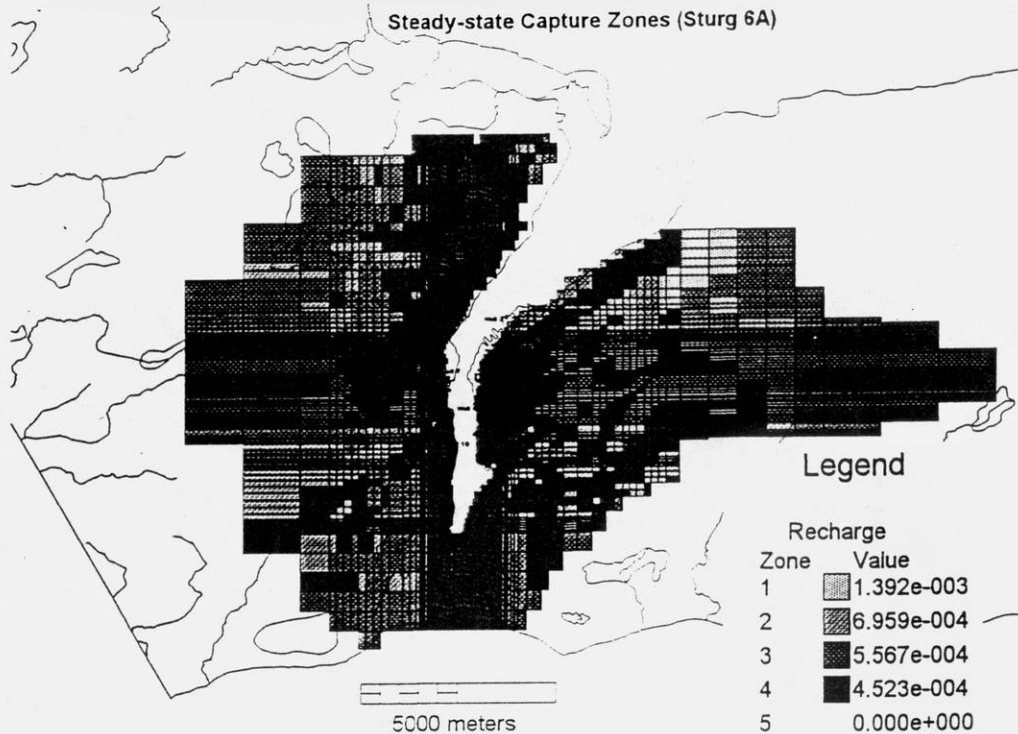 Steady-state Capture Zones (Sturg 6A)
Legend
Recharge
Zone Value
1 1.392e-003
2 6.959e-004
3 5.567e-004
4 4.523e-004
5 0.000e+000
5000 meters